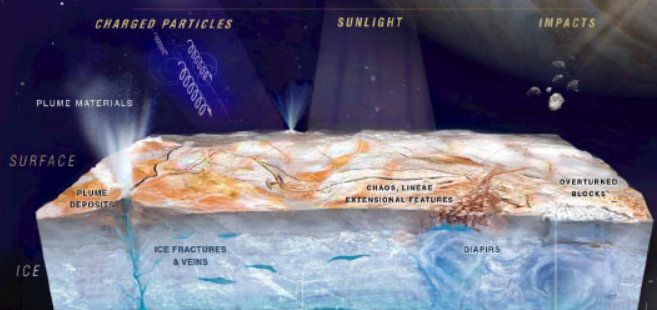 CHARGED PARTICLES
SUNLIGHT
IMPACTS
PLUME MATERIALS
SURFACE
PLUME
DEPOSITS
CHAOS, LINEAE
EXTENSIONAL FEATURES
OVERTURNED
BLOCKS
ICE FRACTURES
& VEINS
DIAPIRS
ICE